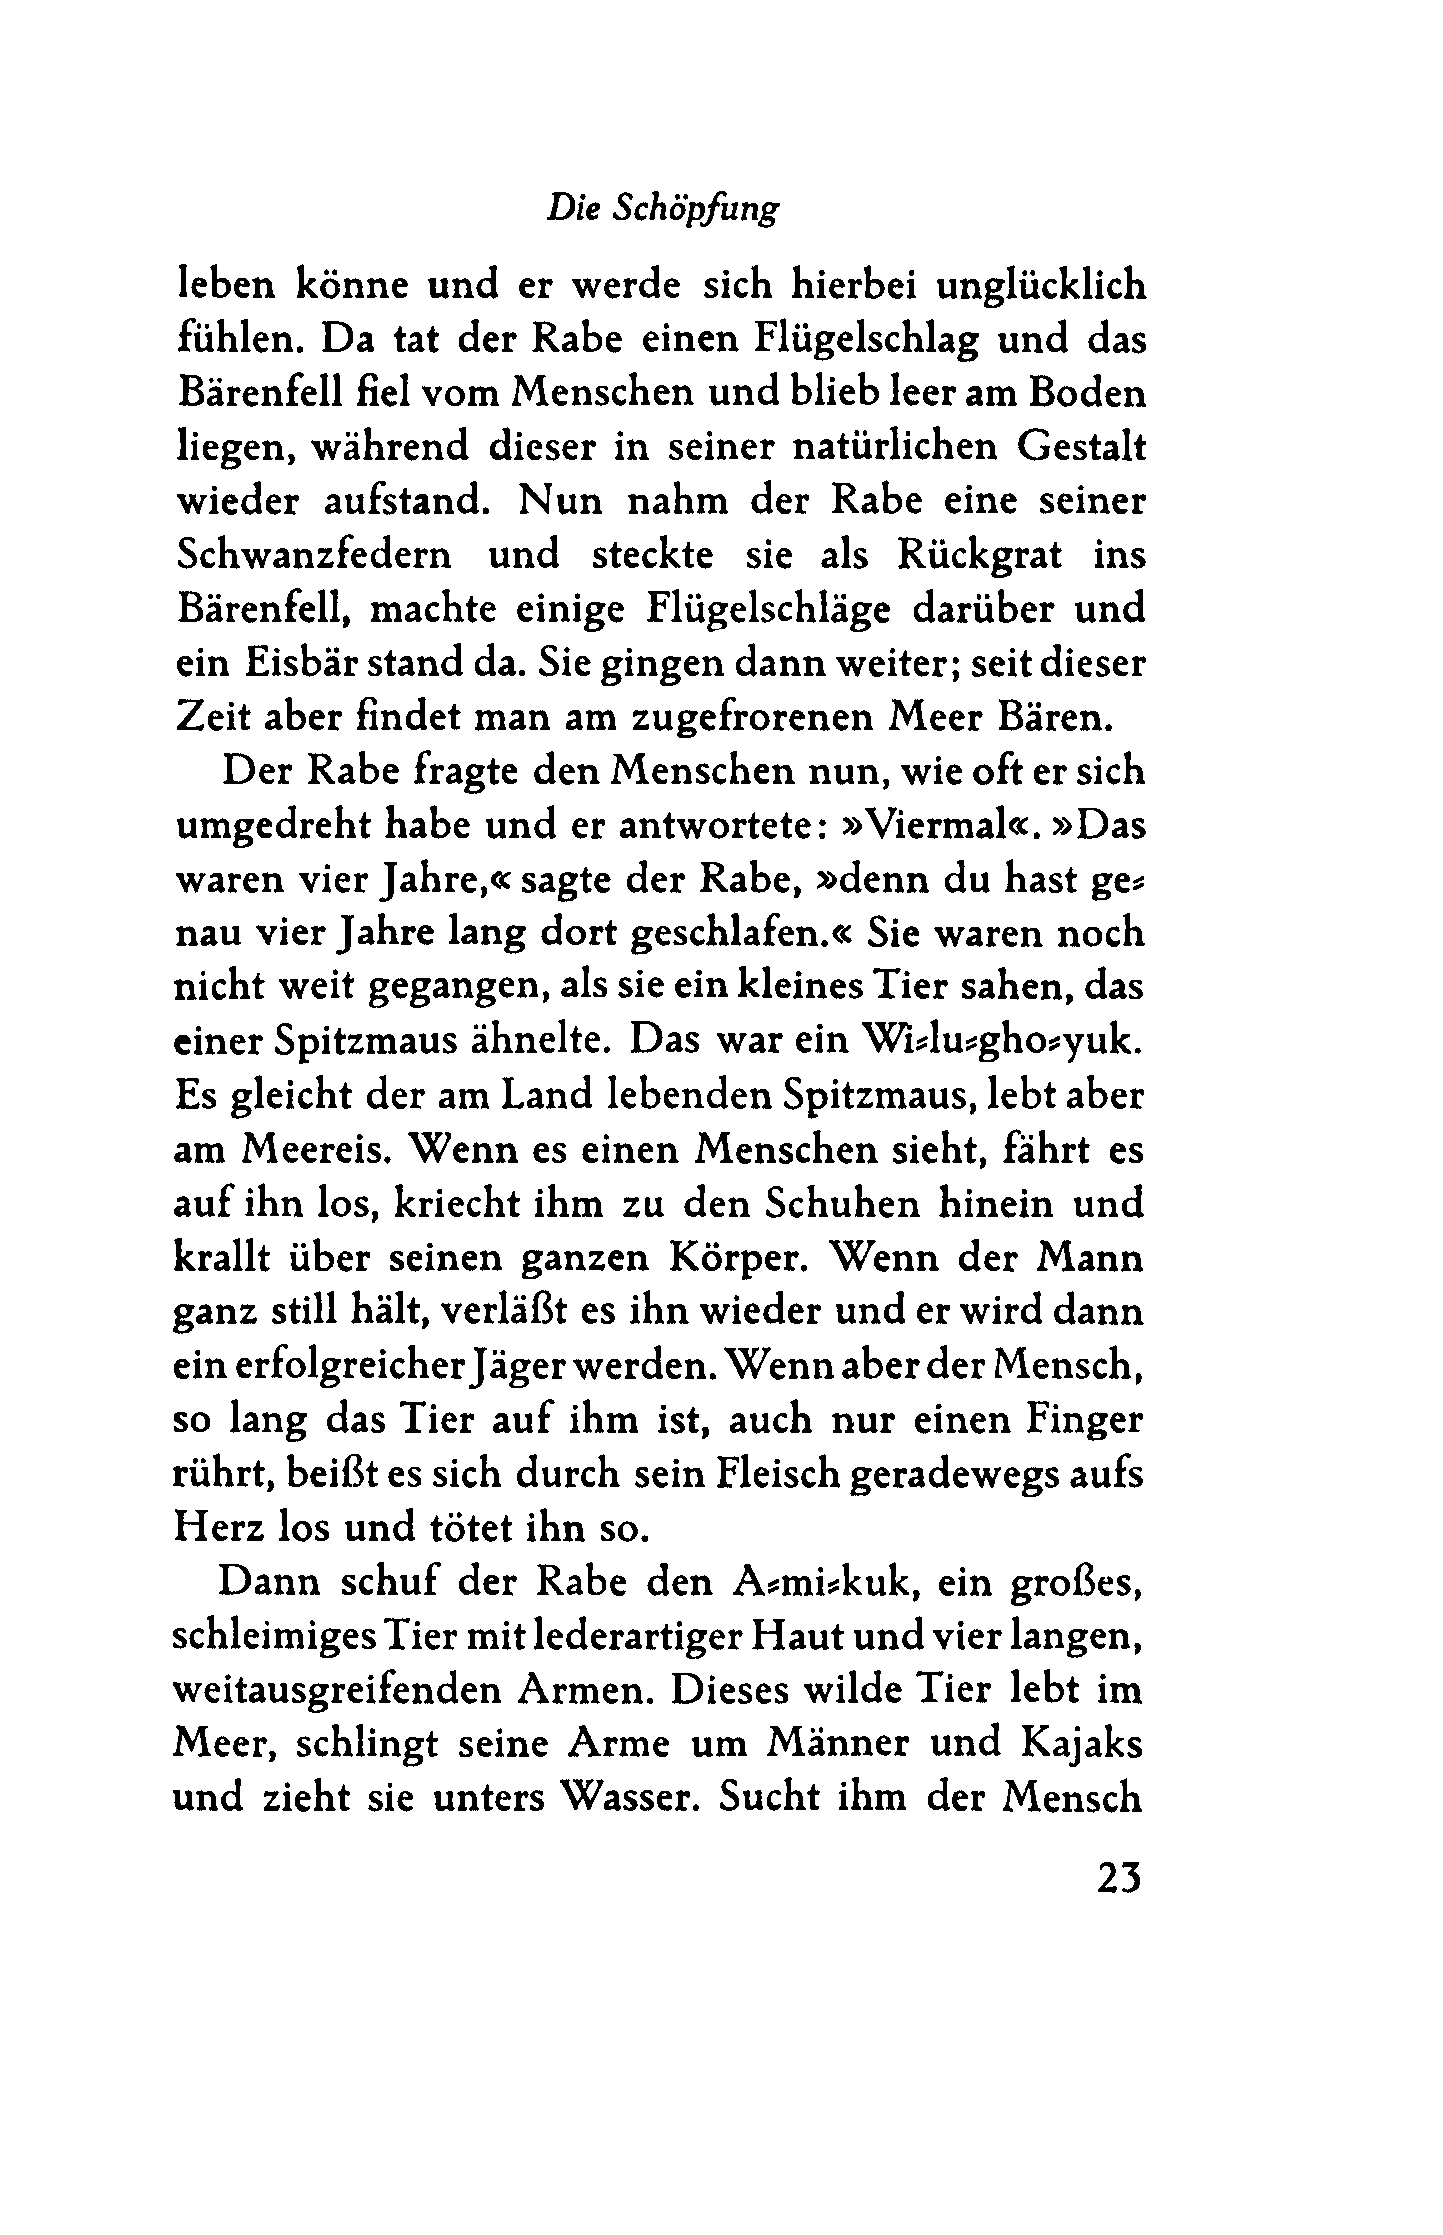 Die Schöpfung
leben könne und er werde sich hierbei unglücklich
fühlen. Da tat der Rabe einen Flügelschlag und das
Bärenfell fiel vom Menschen und blieb leer am Boden
liegen, während dieser in seiner natürlichen Gestalt
wieder aufstand. Nun nahm der Rabe eine seiner
Schwanzfedern und steckte sie als Rückgrat ins
Bärenfell, machte einige Flügelschläge darüber und
ein Eisbär stand da. Sie gingen dann weiter; seit dieser
Zeit aber findet man am zugefrorenen Meer Bären.
Der Rabe fragte den Menschen nun, wie oft er sich
umgedreht habe und er antwortete: »Viermal«. »Das
waren vier Jahre,« sagte der Rabe, »denn du hast ge-
nau vier Jahre lang dort geschlafen.« Sie waren noch
nicht weit gegangen, als sie ein kleines Tier sahen, das
einer Spitzmaus ähnelte. Das war ein Wi-lu-gho-yuk.
Es gleicht der am Land lebenden Spitzmaus, lebt aber
am Meereis. Wenn es einen Menschen sieht, fährt es
auf ihn los, kriecht ihm zu den Schuhen hinein und
krallt über seinen ganzen Körper. Wenn der Mann
ganz still hält, verläßt es ihn wieder und er wird dann
ein erfolgreicher Jäger werden. Wenn aber der Mensch,
so lang das Tier auf ihm ist, auch nur einen Finger
rührt, beißt es sich durch sein Fleisch geradewegs aufs
Herz los und tötet ihn so.
Dann schuf der Rabe den A-mi-kuk, ein großes,
schleimiges Tier mit lederartiger Haut und vier langen,
weitausgreifenden Armen. Dieses wilde Tier lebt im
Meer, schlingt seine Arme um Männer und Kajaks
und zieht sie unters Wasser. Sucht ihm der Mensch
23